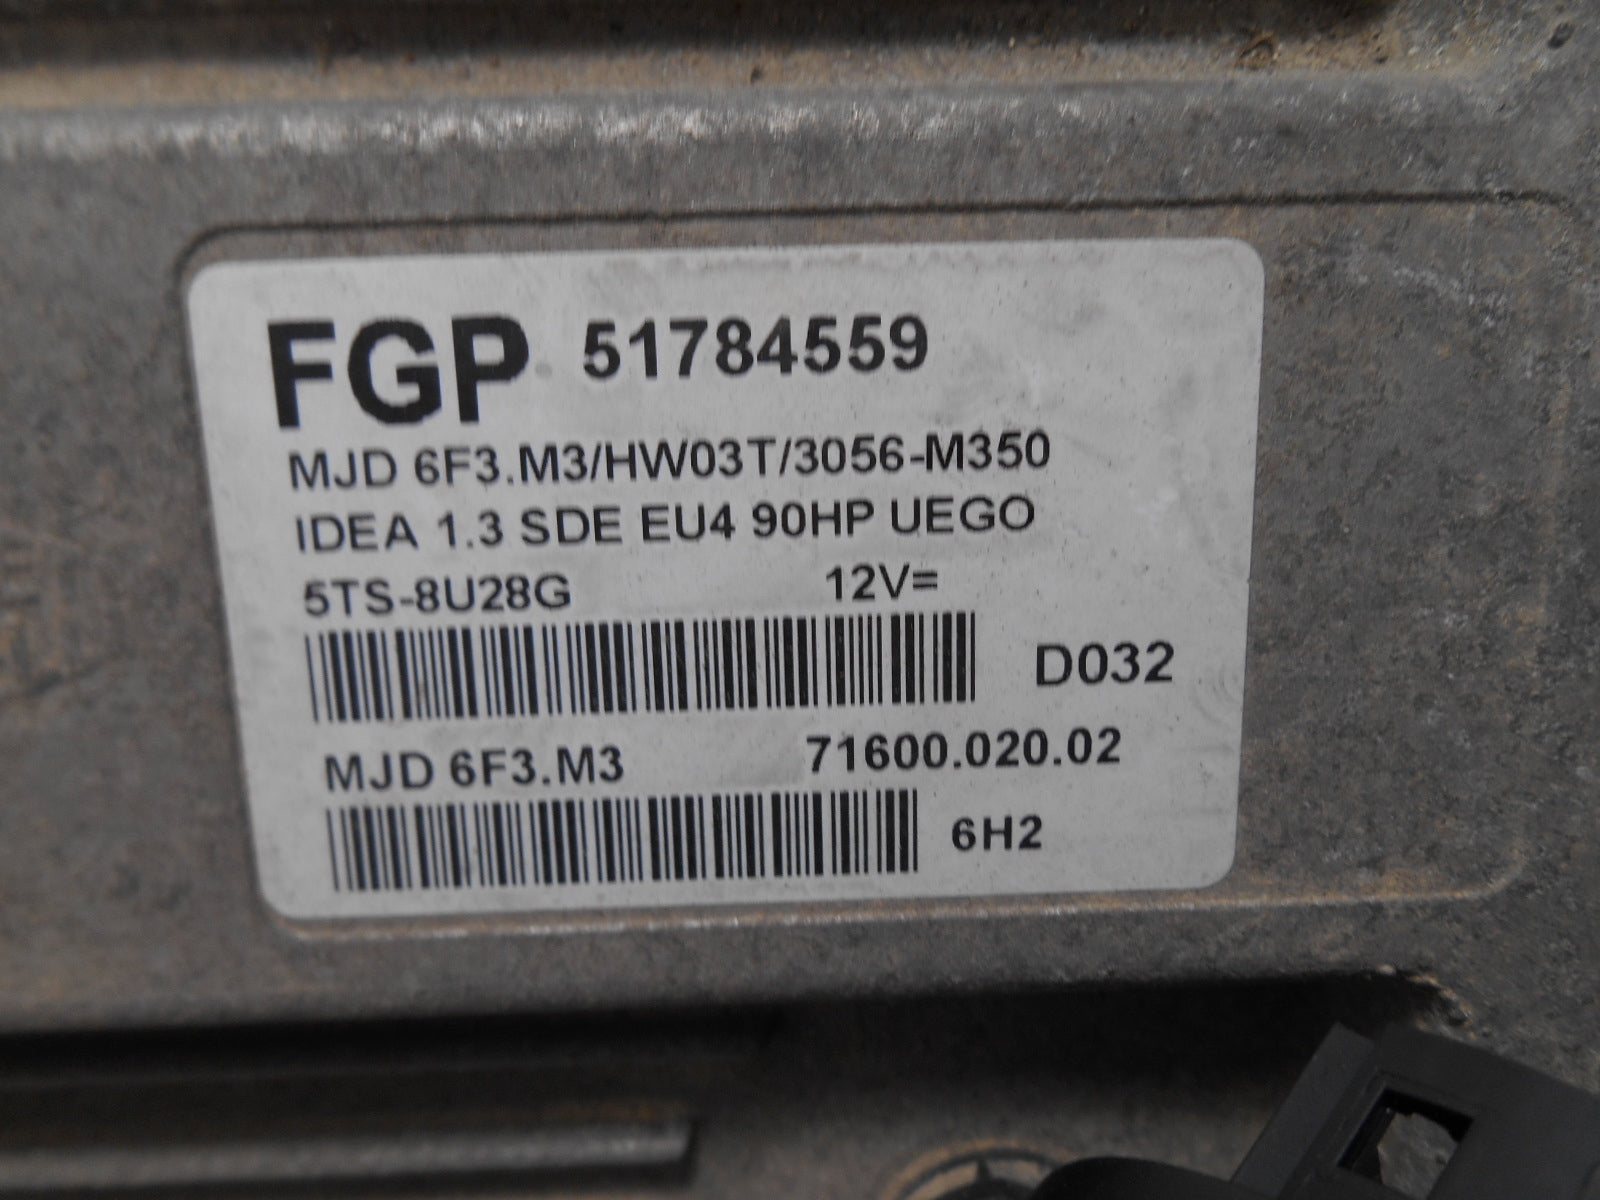 FGP 51784559
MJD 6F3.M3/HW03T/3056-M350
IDEA 1.3 SDE EU4 90HP UEGO
5TS-8U28G 12V=
D032
MJD 6F3.M3 71600.020.02
6H2